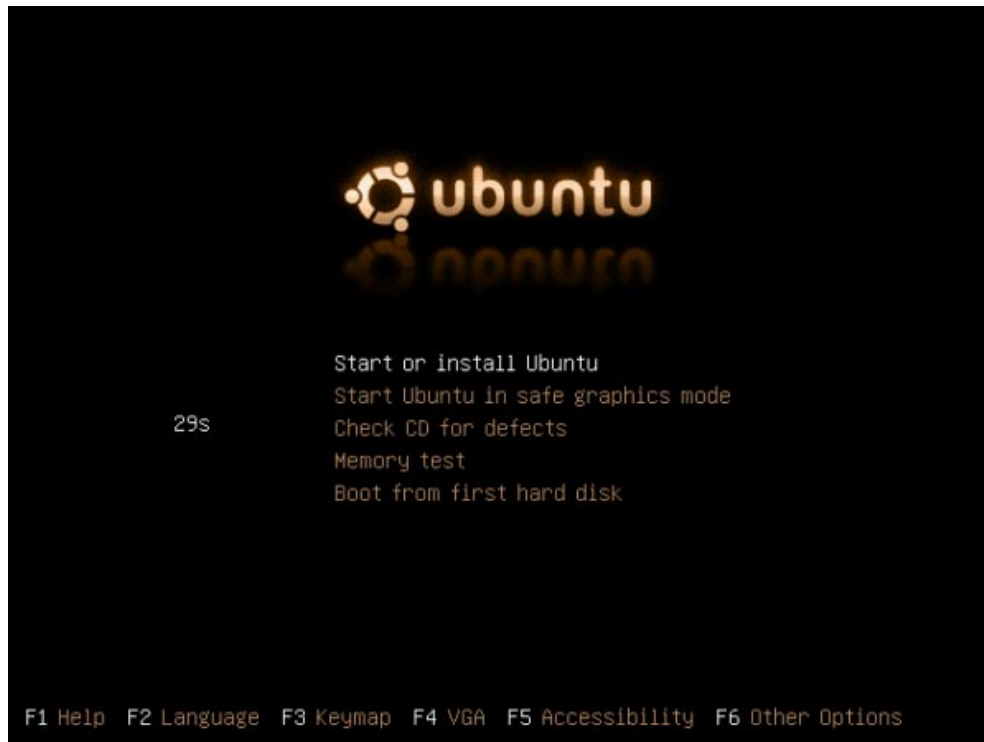 ubuntu
Start or install Ubuntu
Start Ubuntu in safe graphics mode
29s
Check CD for defects
Memory test
Boot from first hard disk
F1 Help F2 Language F3 Keymap F4 VGA F5 Accessibility F6 Other Options